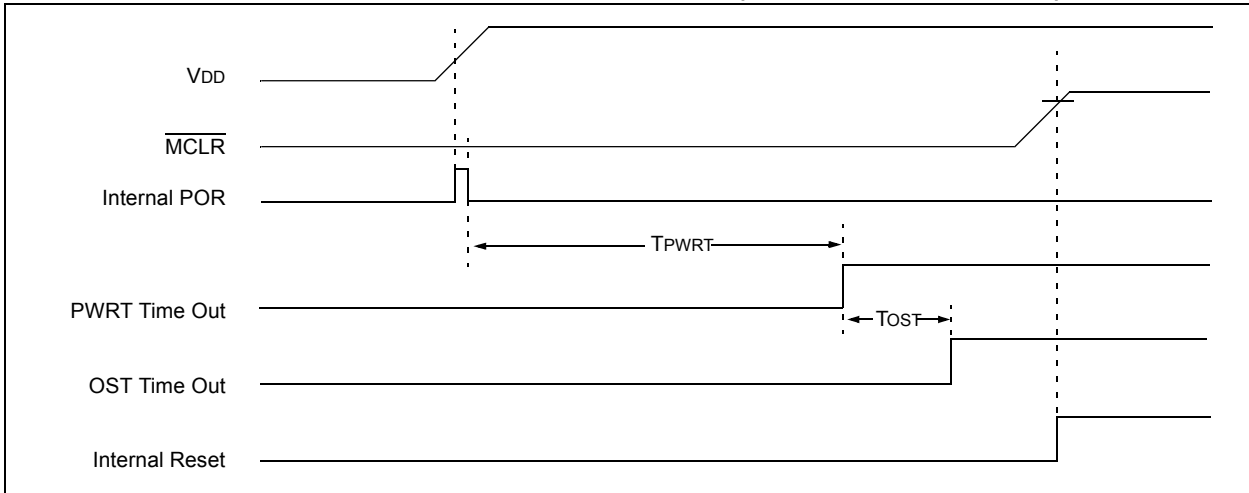 VDD
MCLR
Internal POR
TPWRT
PWRT Time Out
TOST
OST Time Out
Internal Reset